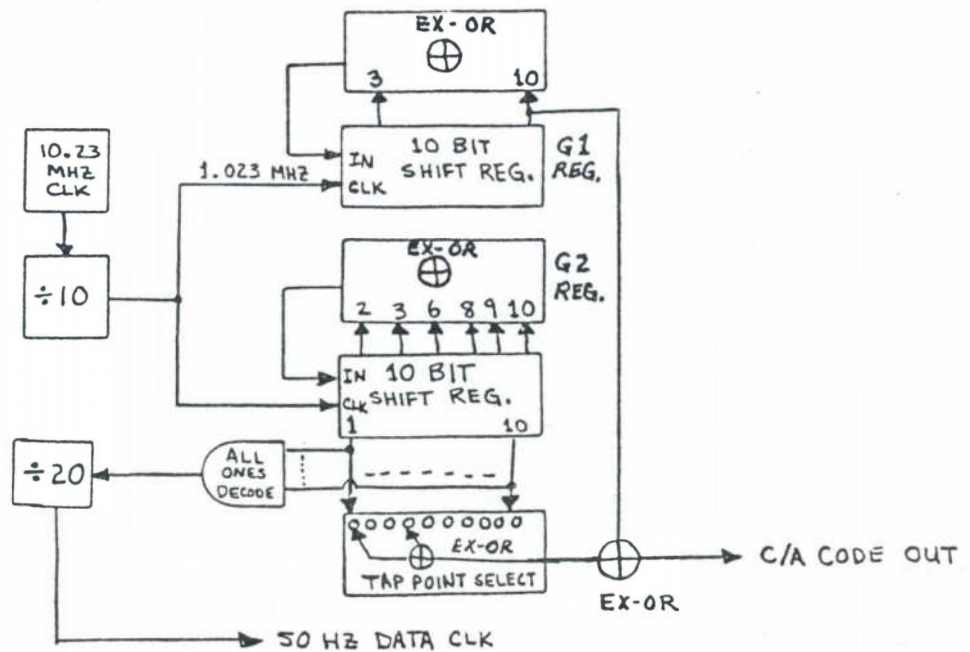 EX-OR
3 10
10 BIT
SHIFT REG.
IN
CLK
G1
REG.
10.23
MHZ
CLK
1.023 MHZ
÷10
EX-OR
2 3 6 8 9 10
G2
REG.
IN 10 BIT
CLK SHIFT REG.
1 10
÷20
ALL
ONES
DECODE
EX-OR
TAP POINT SELECT
EX-OR
C/A CODE OUT
50 HZ DATA CLK